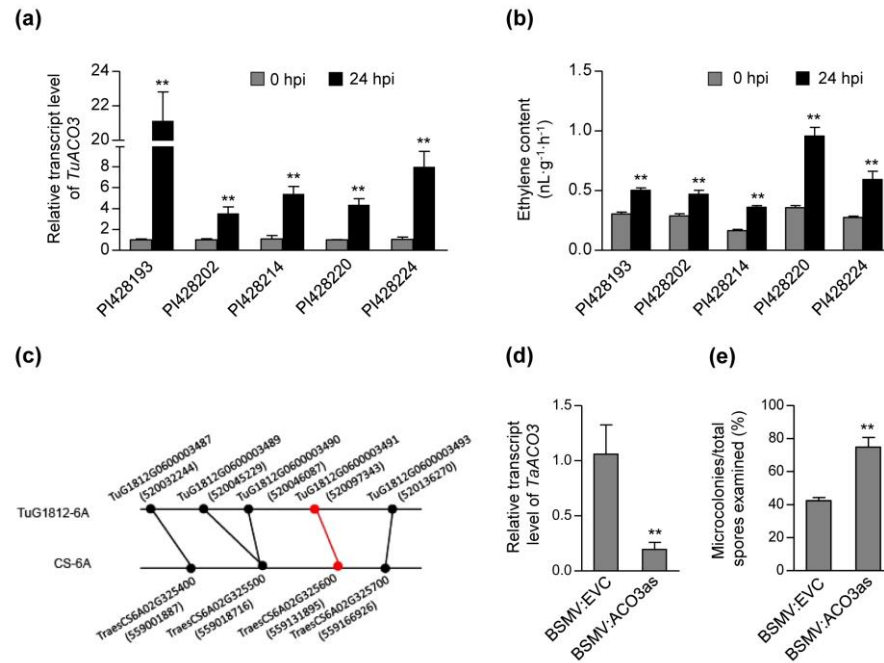 (a)
Relative transcript level
of TuACO3
24
22
20
8
6
4
2
0
0 hpi
24 hpi
**
**
**
**
**
PI428193
PI428202
PI428214
PI428220
PI428224
(b)
Ethylene content
(nL·g-1·h-1)
1.5
1.0
0.5
0.0
0 hpi
24 hpi
**
**
**
**
**
PI428193
PI428202
PI428214
PI428220
PI428224
(c)
TuG1812G0600003487
(520032244)
TuG1812G0600003489
(520045229)
TuG1812G0600003490
(520046087)
TuG1812G0600003491
(520097343)
TuG1812G0600003493
(520136270)
TuG1812-6A
CS-6A
TraesCS6A02G325400
(559001887)
TraesCS6A02G325500
(559018716)
TraesCS6A02G325600
(559131895)
TraesCS6A02G325700
(559166926)
(d)
Relative transcript
level of TaACO3
1.5
1.0
0.5
0.0
**
BSMV:EVC
BSMV:ACO3as
(e)
Microcolonies/total
spores examined (%)
100
80
60
40
20
0
**
BSMV:EVC
BSMV:ACO3as